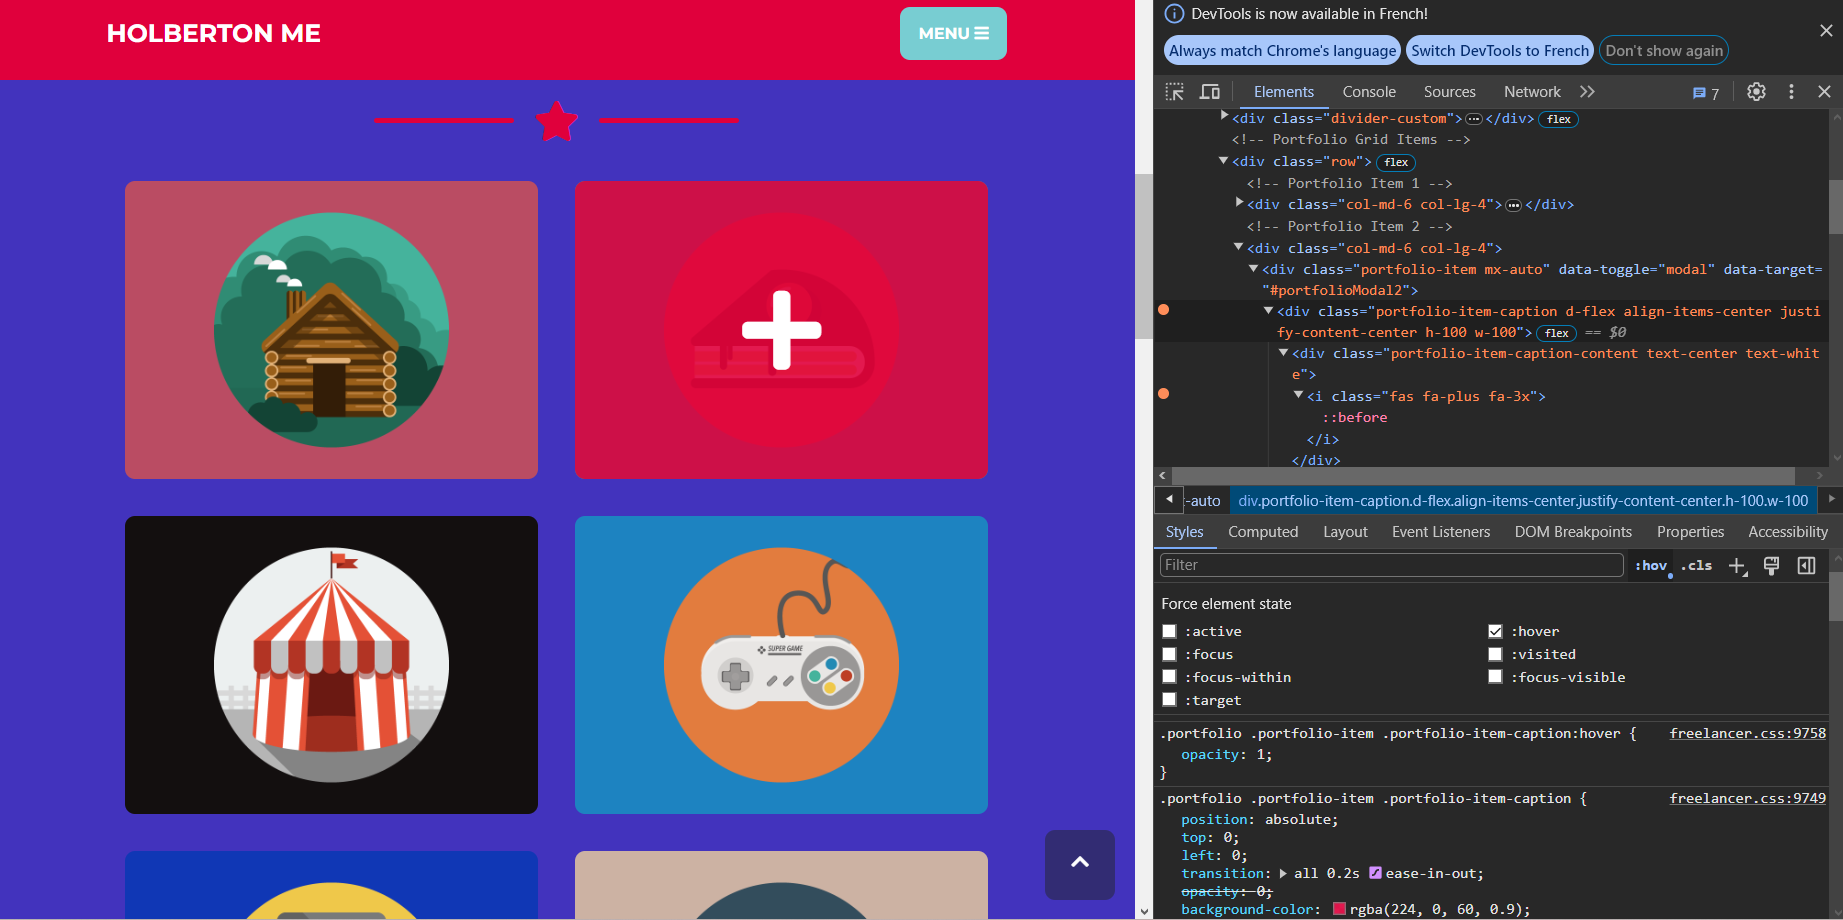 HOLBERTON ME
MENU
SUPER GAME
DevTools is now available in French!
Always match Chrome's language
Switch DevTools to French
Don't show again
Elements
Console
Sources
Network
7
<div class="divider-custom"> </div> flex
<!-- Portfolio Grid Items -->
<div class="row"> flex
<!-- Portfolio Item 1 -->
<div class="col-md-6 col-lg-4"> </div>
<!-- Portfolio Item 2 -->
<div class="col-md-6 col-lg-4">
<div class="portfolio-item mx-auto" data-toggle="modal" data-target=
"#portfolioModal2">
<div class="portfolio-item-caption d-flex align-items-center justi
fy-content-center h-100 w-100"> flex == $0
<div class="portfolio-item-caption-content text-center text-whit
e">
<i class="fas fa-plus fa-3x">
::before
</i>
</div>
-auto
div.portfolio-item-caption.d-flex.align-items-center.justify-content-center.h-100.w-100
Styles
Computed
Layout
Event Listeners
DOM Breakpoints
Properties
Accessibility
Filter
:hov
.cls
Force element state
:active
:hover
:focus
:visited
:focus-within
:focus-visible
:target
.portfolio .portfolio-item .portfolio-item-caption:hover {
freelancer.css:9758
opacity: 1;
}
.portfolio .portfolio-item .portfolio-item-caption {
freelancer.css:9749
position: absolute;
top: 0;
left: 0;
transition: all 0.2s ease-in-out;
opacity: 0;
background-color: rgba(224, 0, 60, 0.9);